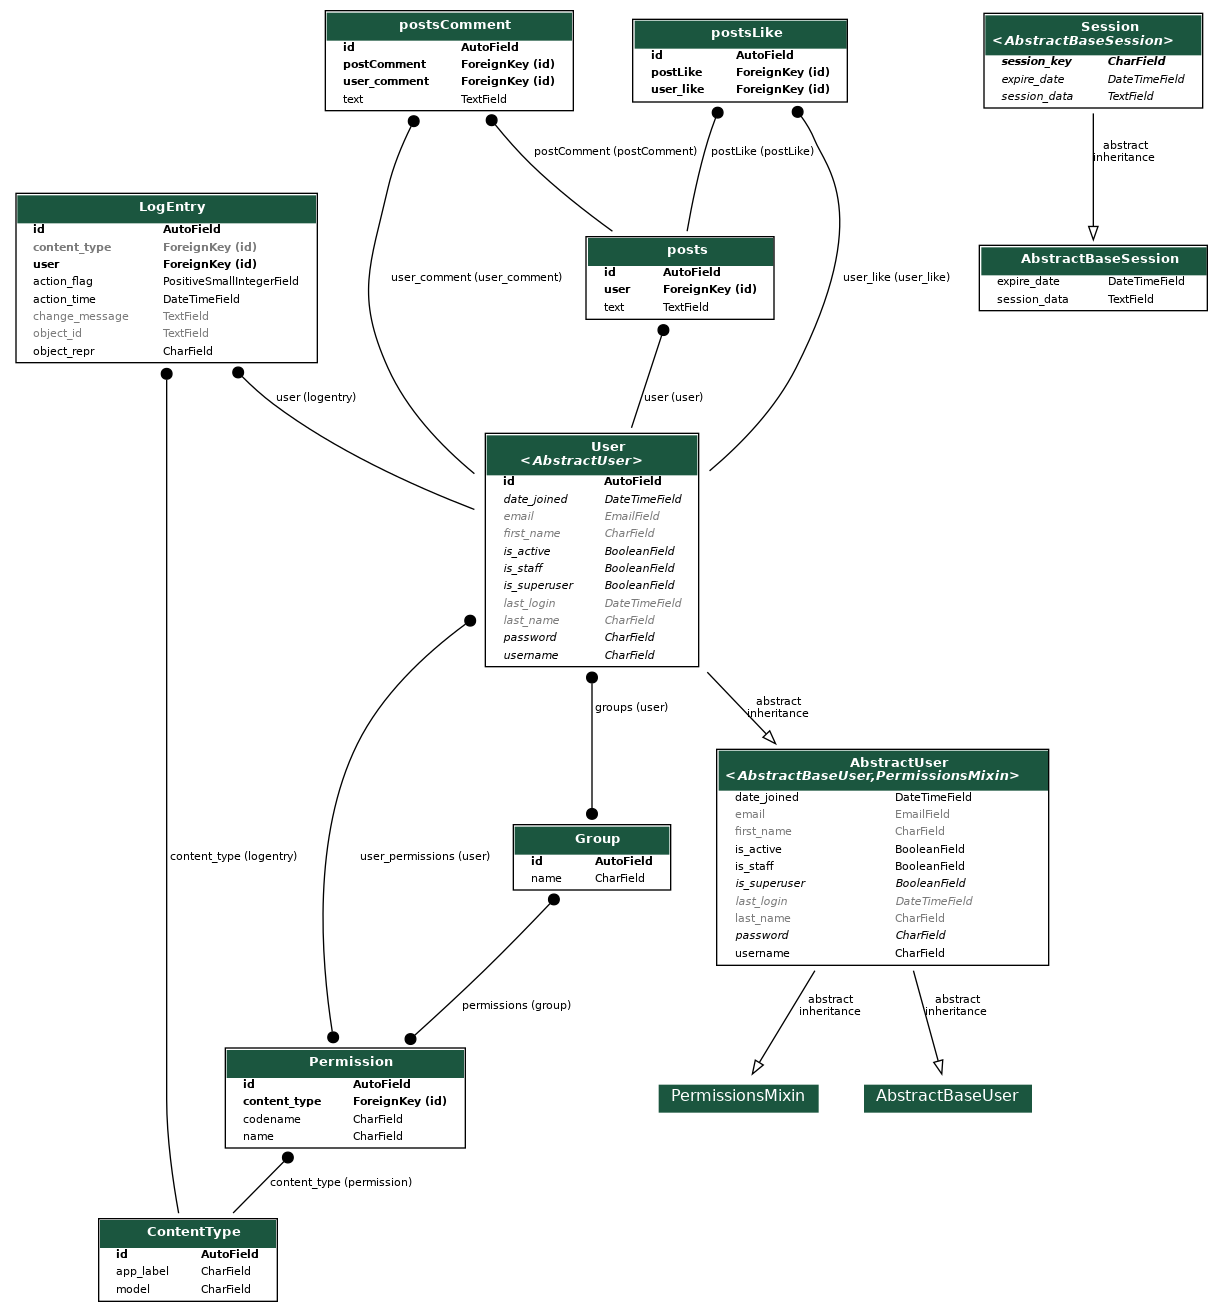 postsComment
id AutoField
postComment ForeignKey (id)
user_comment ForeignKey (id)
text TextField
postsLike
id AutoField
postLike ForeignKey (id)
user_like ForeignKey (id)
Session
<AbstractBaseSession>
session_key CharField
expire_date DateTimeField
session_data TextField
postComment (postComment)
postLike (postLike)
abstract
inheritance
LogEntry
id AutoField
content_type ForeignKey (id)
user ForeignKey (id)
action_flag PositiveSmallIntegerField
action_time DateTimeField
change_message TextField
object_id TextField
object_repr CharField
user_comment (user_comment)
posts
id AutoField
user ForeignKey (id)
text TextField
user_like (user_like)
AbstractBaseSession
expire_date DateTimeField
session_data TextField
user (logentry)
user (user)
User
<AbstractUser>
id AutoField
date_joined DateTimeField
email EmailField
first_name CharField
is_active BooleanField
is_staff BooleanField
is_superuser BooleanField
last_login DateTimeField
last_name CharField
password CharField
username CharField
groups (user)
abstract
inheritance
AbstractUser
<AbstractBaseUser,PermissionsMixin>
date_joined DateTimeField
email EmailField
first_name CharField
is_active BooleanField
is_staff BooleanField
is_superuser BooleanField
last_login DateTimeField
last_name CharField
password CharField
username CharField
content_type (logentry)
user_permissions (user)
Group
id AutoField
name CharField
permissions (group)
abstract
inheritance
abstract
inheritance
Permission
id AutoField
content_type ForeignKey (id)
codename CharField
name CharField
PermissionsMixin
AbstractBaseUser
content_type (permission)
ContentType
id AutoField
app_label CharField
model CharField